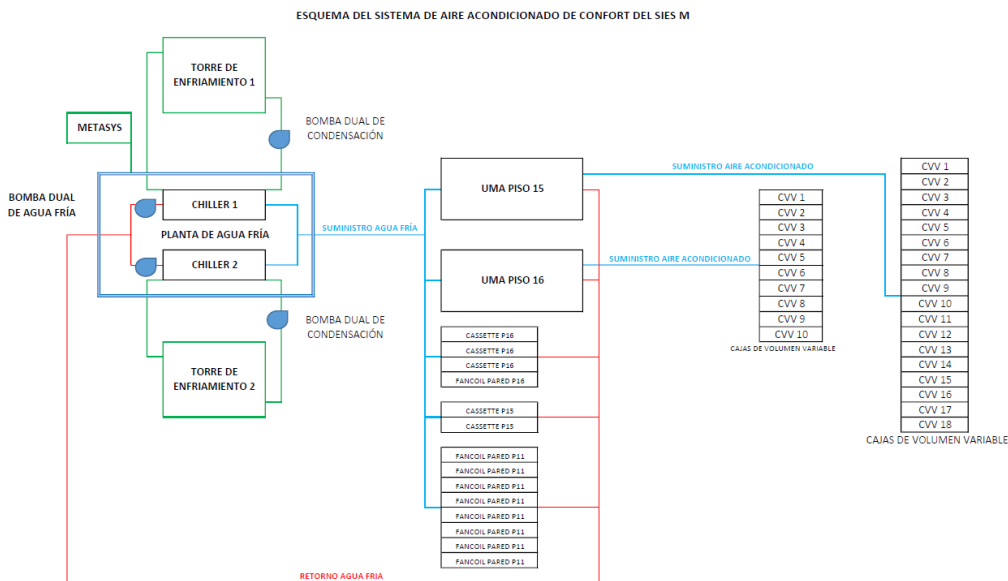 ESQUEMA DEL SISTEMA DE AIRE ACONDICIONADO DE CONFORT DEL SIES M
TORRE DE
ENFRIAMIENTO 1
METASYS
BOMBA DUAL DE
CONDENSACIÓN
BOMBA DUAL
DE AGUA FRÍA
CHILLER 1
PLANTA DE AGUA FRÍA
CHILLER 2
SUMINISTRO AGUA FRÍA
BOMBA DUAL DE
CONDENSACIÓN
TORRE DE
ENFRIAMIENTO 2
UMA PISO 15
SUMINISTRO AIRE ACONDICIONADO
UMA PISO 16
SUMINISTRO AIRE ACONDICIONADO
CASSETTE P16
CASSETTE P16
CASSETTE P16
FANCOIL PARED P16
CASSETTE P15
CASSETTE P15
FANCOIL PARED P11
FANCOIL PARED P11
FANCOIL PARED P11
FANCOIL PARED P11
FANCOIL PARED P11
FANCOIL PARED P11
FANCOIL PARED P11
FANCOIL PARED P11
CVV 1
CVV 2
CVV 3
CVV 4
CVV 5
CVV 6
CVV 7
CVV 8
CVV 9
CVV 10
CAJAS DE VOLUMEN VARIABLE
CVV 1
CVV 2
CVV 3
CVV 4
CVV 5
CVV 6
CVV 7
CVV 8
CVV 9
CVV 10
CVV 11
CVV 12
CVV 13
CVV 14
CVV 15
CVV 16
CVV 17
CVV 18
CAJAS DE VOLUMEN VARIABLE
RETORNO AGUA FRIA